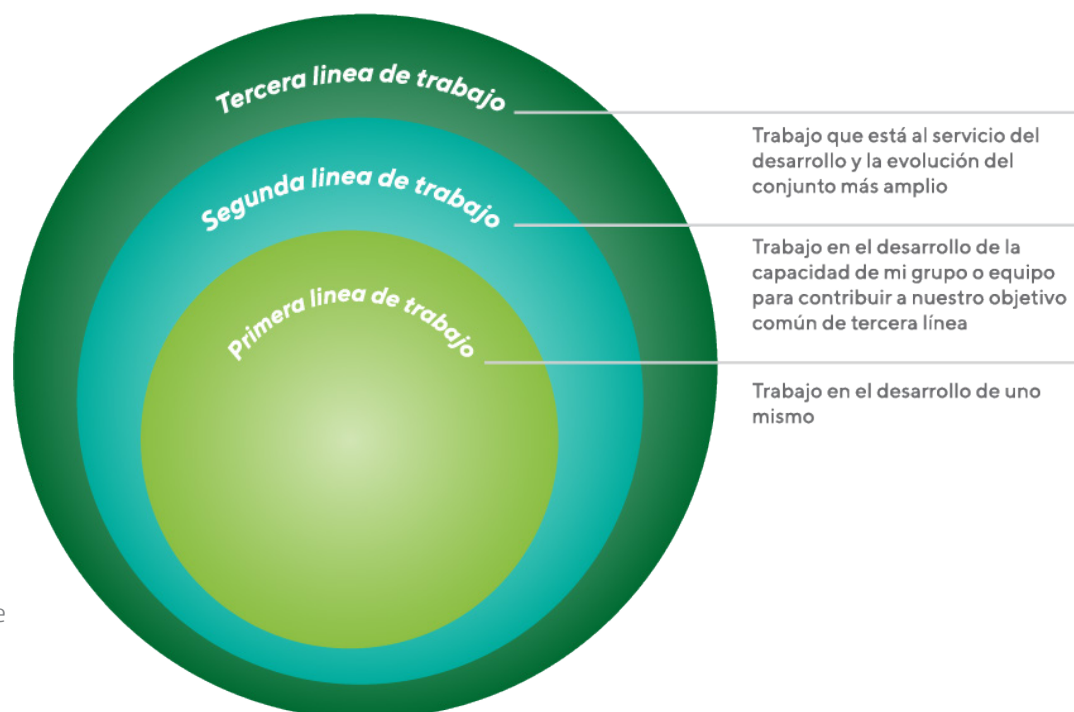 Tercera linea de trabajo
Trabajo que está al servicio del
desarrollo y la evolución del
conjunto más amplio
Segunda linea de trabajo
Trabajo en el desarrollo de la
capacidad de mi grupo o equipo
para contribuir a nuestro objetivo
común de tercera línea
Primera linea de trabajo
Trabajo en el desarrollo de uno
mismo
e